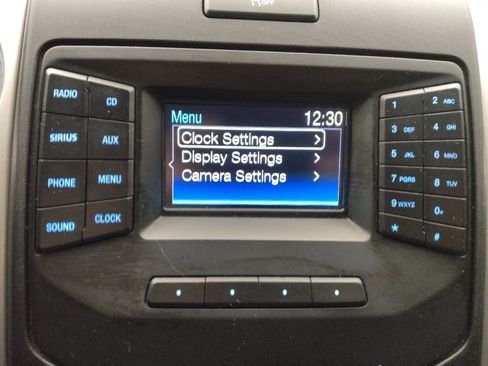 OFF
RADIO CD
SIRIUS AUX
PHONE MENU
SOUND CLOCK
Menu 12:30
Clock Settings >
Display Settings >
Camera Settings >
<
1 2 ABC
3 DEF 4 GHI
5 JKL 6 MNO
7 PQRS 8 TUV
9 WXYZ 0+
* #